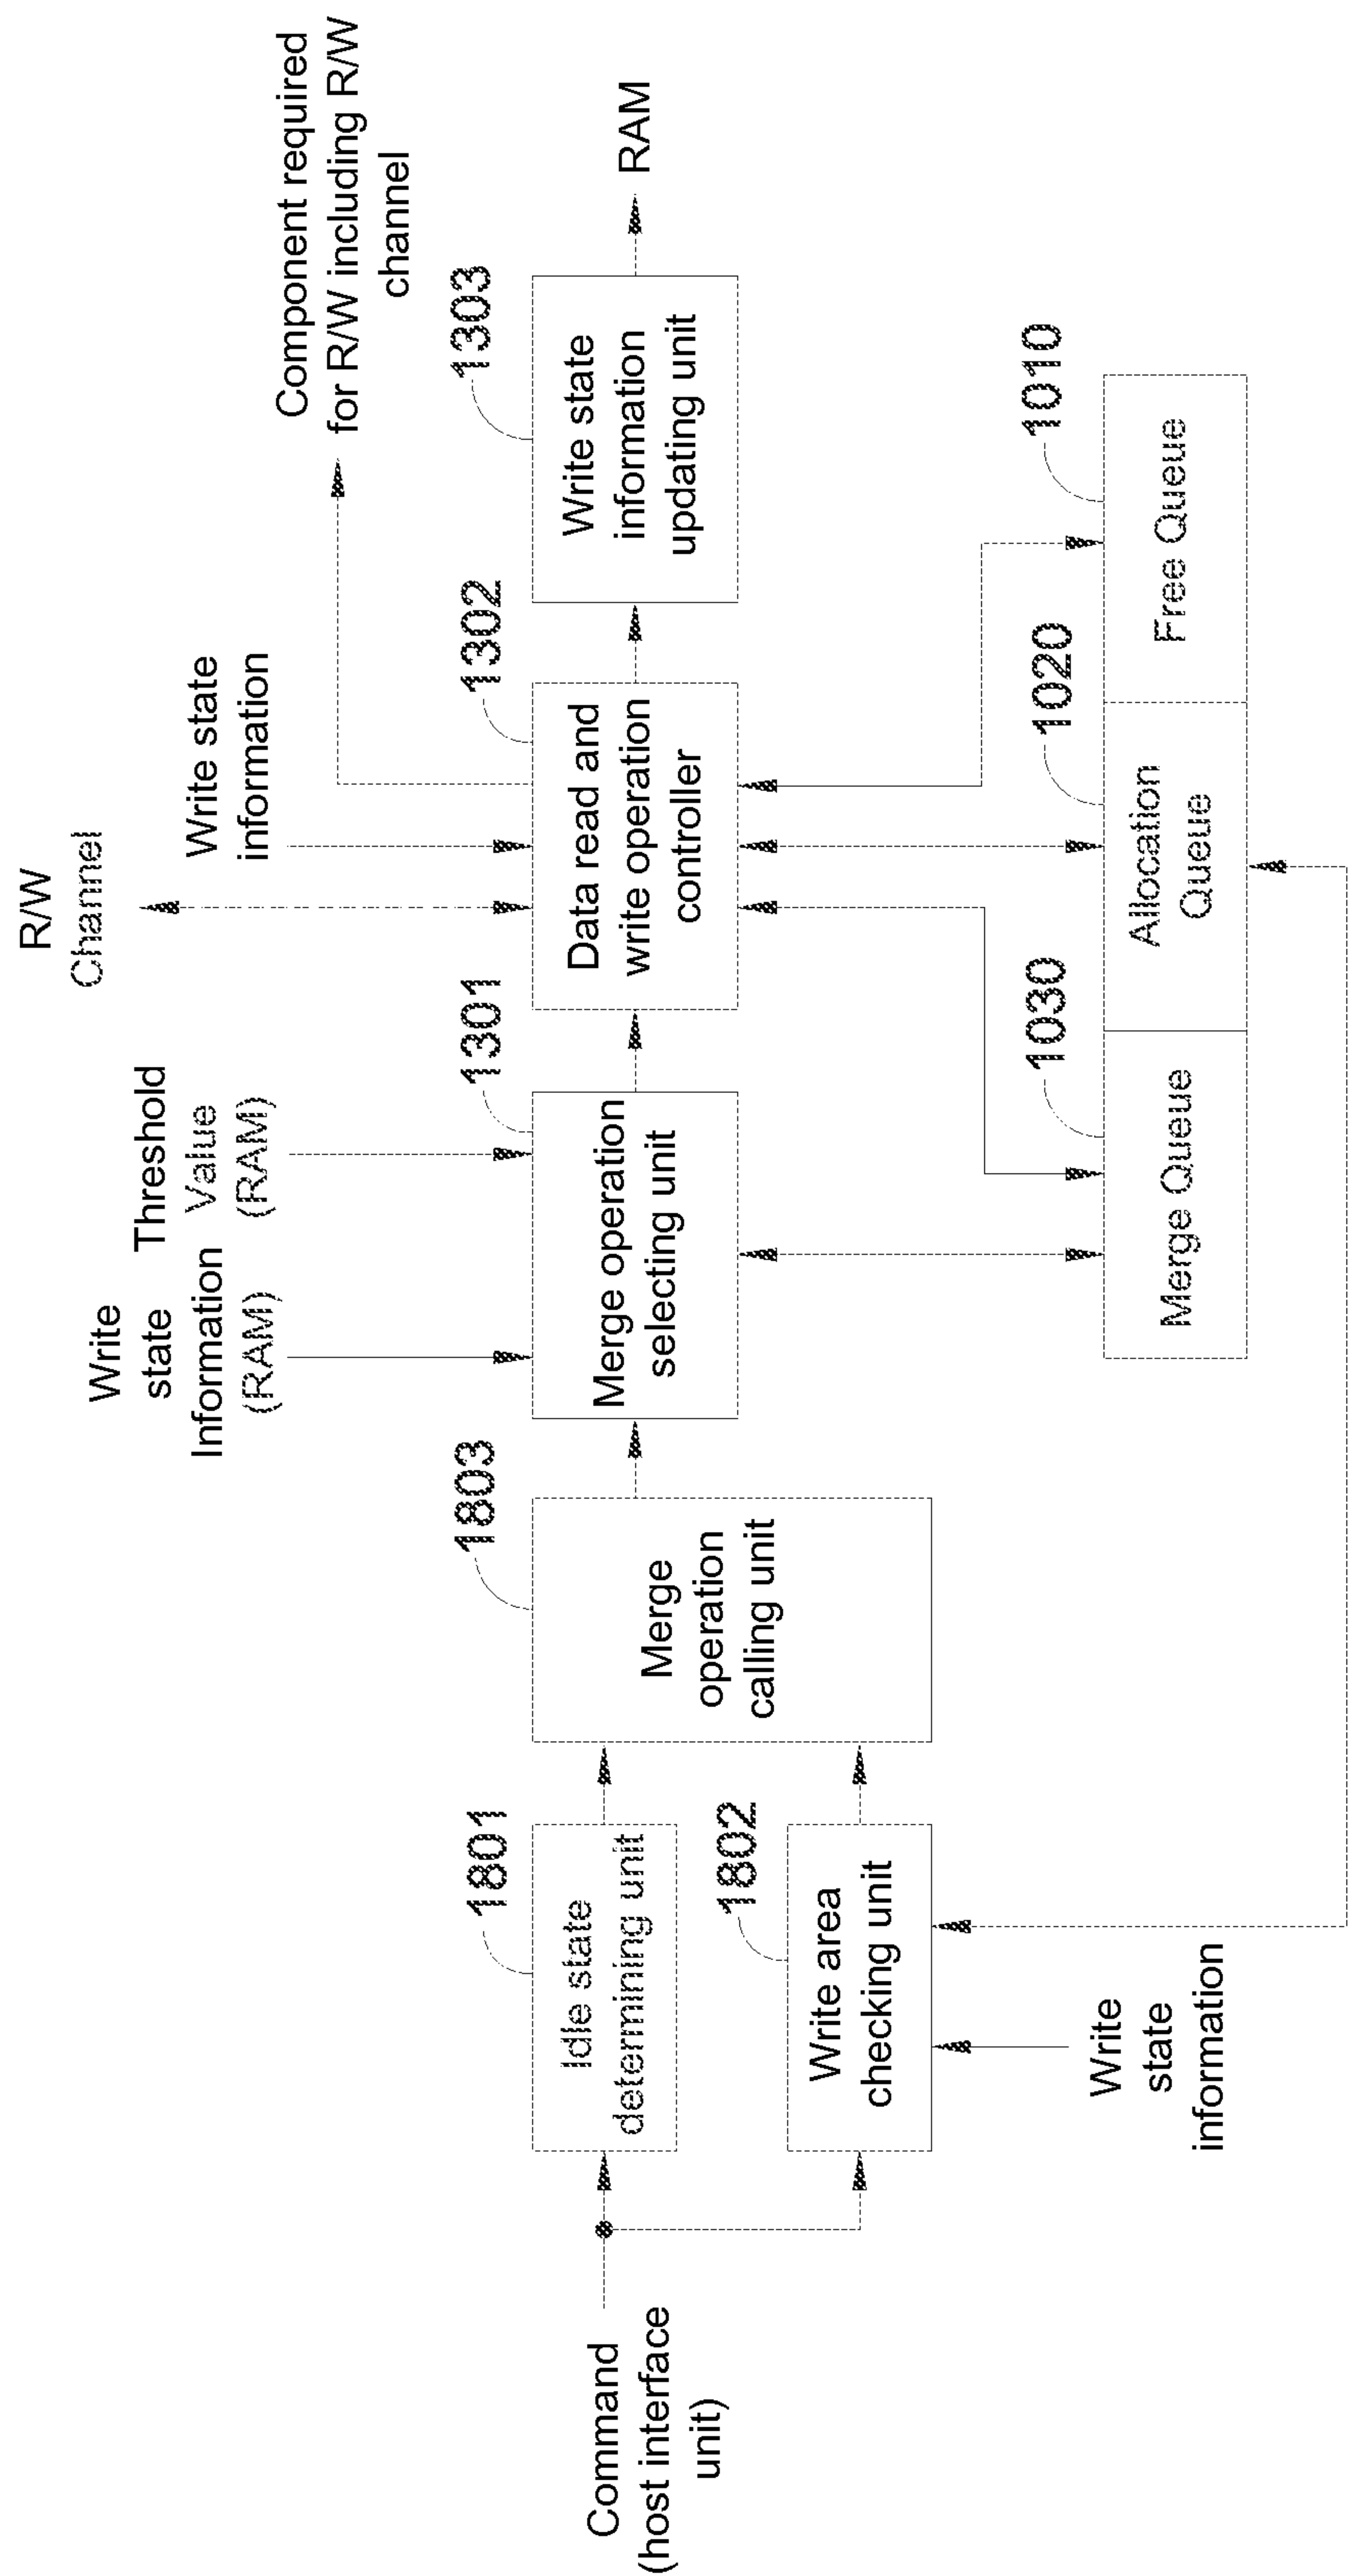 Command
(host interface
unit)
1801
Idle state
determining unit
1802
Write area
checking unit
Write
state
information
1803
Merge
operation
calling unit
Write
state
Information
(RAM)
Threshold
Value
(RAM)
1301
Merge operation
selecting unit
R/W
Channel
Write state
information
1302
Data read and
write operation
controller
Component required
for R/W including R/W
channel
1303
Write state
information
updating unit
RAM
1030
Merge Queue
1020
Allocation
Queue
1010
Free Queue